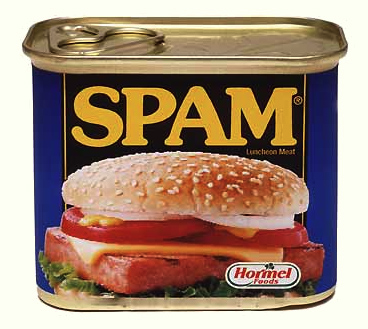 SPAM®
Luncheon Meat
Hormel
Foods